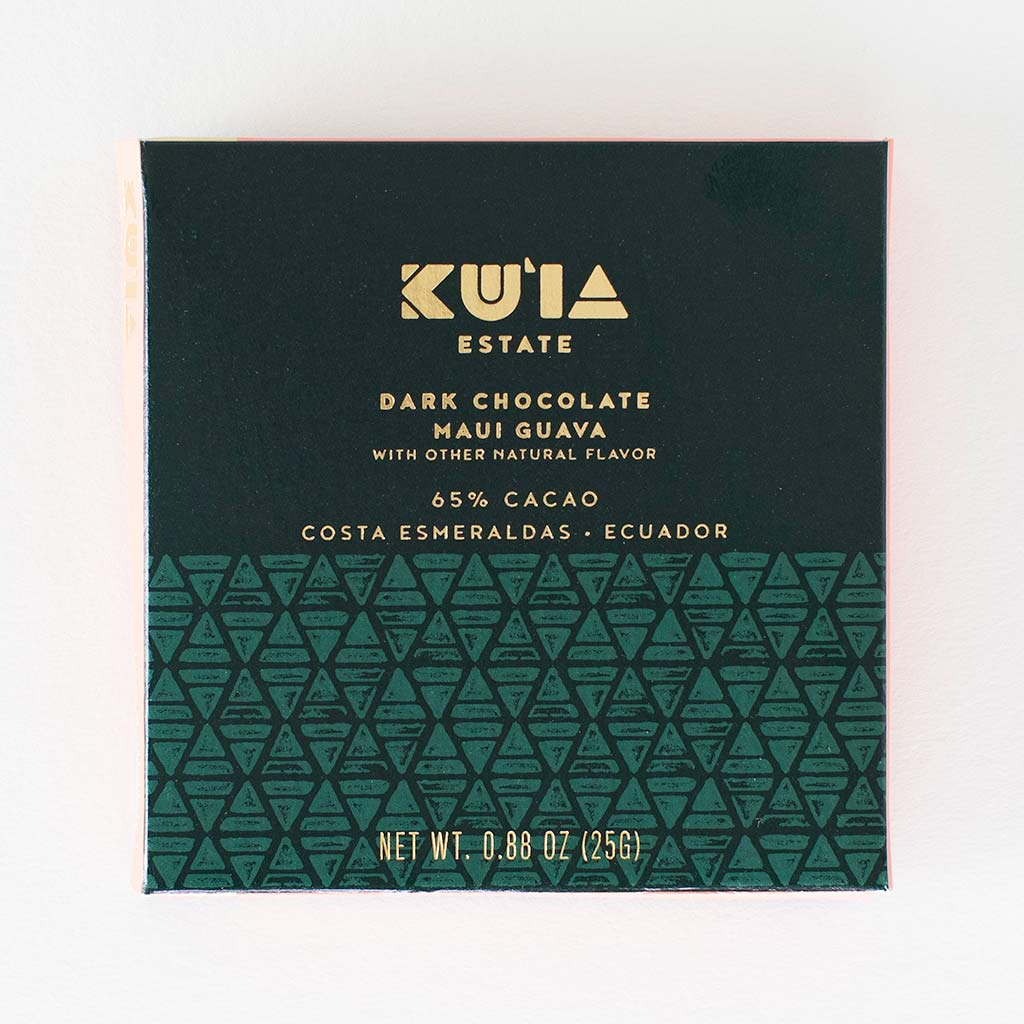 KU'IA
ESTATE
DARK CHOCOLATE
MAUI GUAVA
WITH OTHER NATURAL FLAVOR
65% CACAO
COSTA ESMERALDAS • ECUADOR
NET WT. 0.88 OZ (25G)